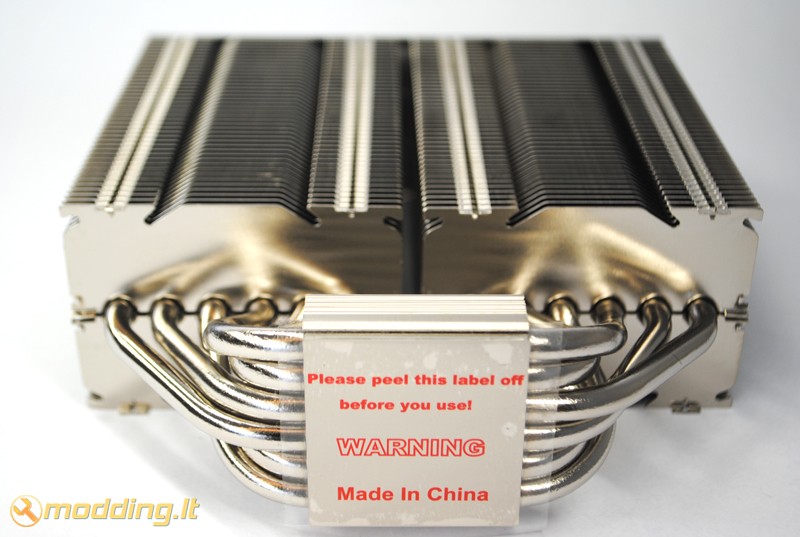 Please peel this label off
before you use!
WARNING
Made In China
modding.lt